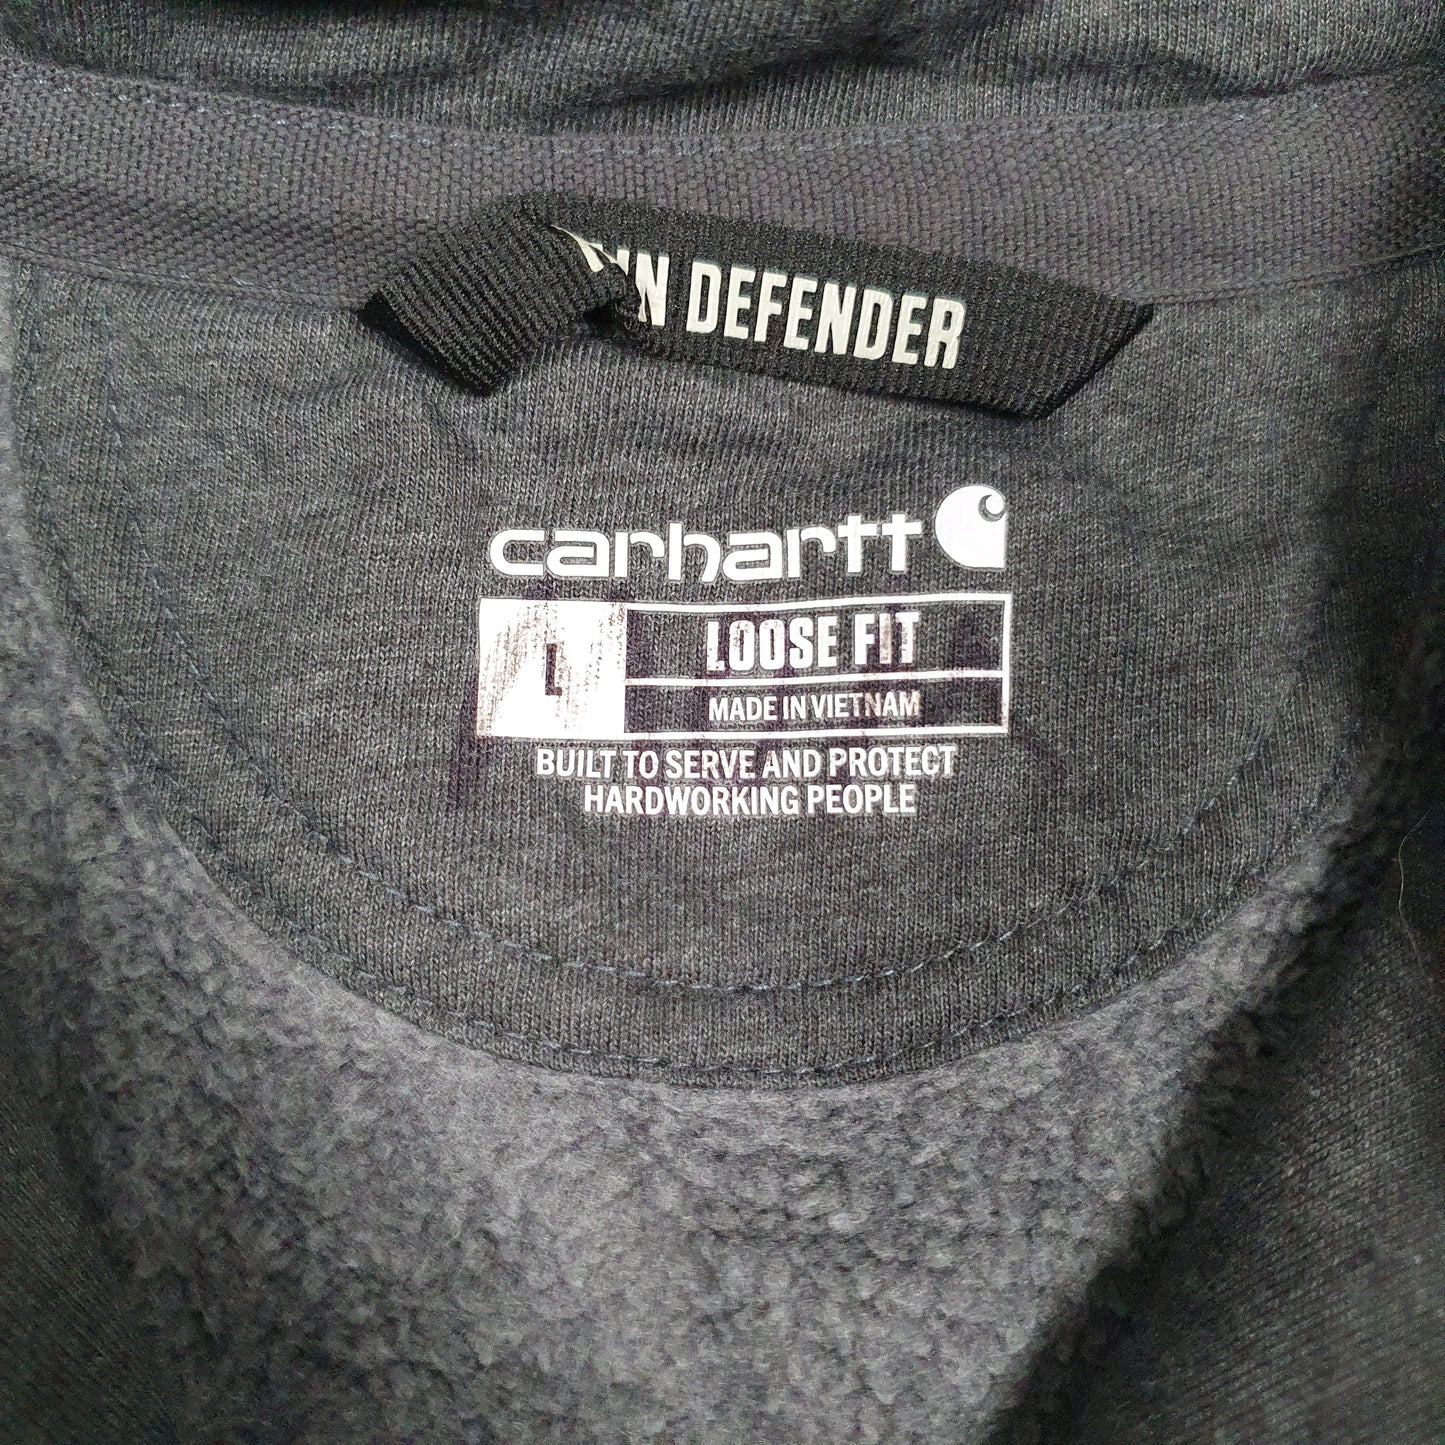 DEFENDER
carhartt
L
LOOSE FIT
MADE IN VIETNAM
BUILT TO SERVE AND PROTECT
HARDWORKING PEOPLE